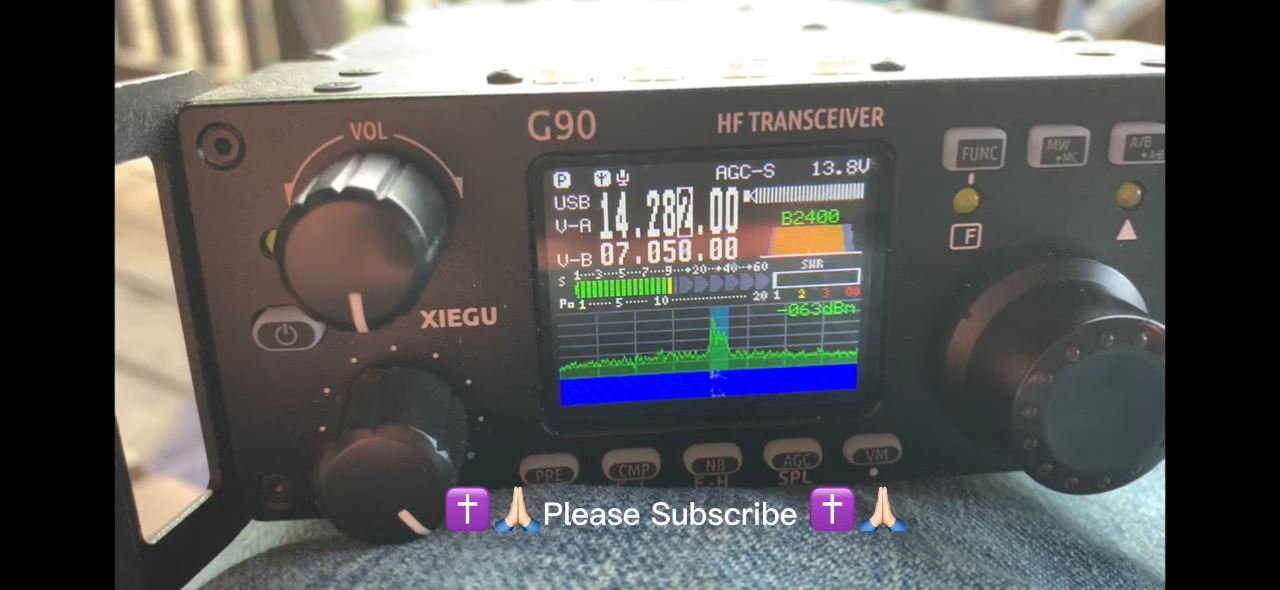 VOL
G90
HF TRANSCEIVER
FUNC
MW
•MC
A/B
•A=B
P
AGC-S 13.8V
USB
14.280.00
V-A
B2400
V-B 07.050.00
S 1···3···5···7···9···+20···+40···+60
SWR
Po 1······5······10·················20
1 2 3 ∞
-063dBm
XIEGU
F
PRE
CMP
NB
AGC
VM
SPL
✝️🙏🏻Please Subscribe ✝️🙏🏻